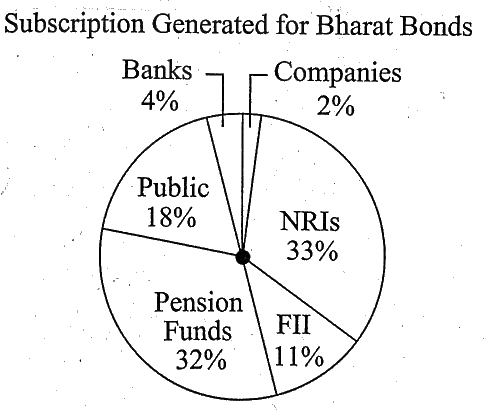 Subscription Generated for Bharat Bonds
Banks
4%
Companies
2%
Public
18%
NRIs
33%
Pension
Funds
32%
FII
11%